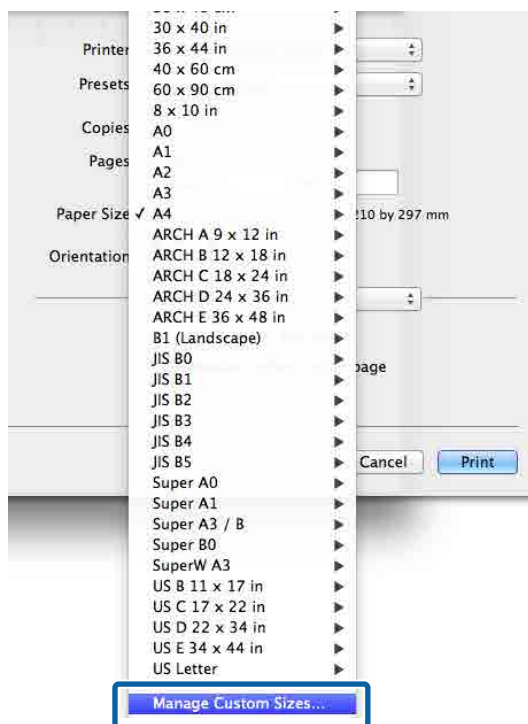 30 x 40 in
Printer 36 x 44 in
40 x 60 cm
Presets 60 x 90 cm
8 x 10 in
Copies A0
A1
Pages A2
A3
Paper Size ✓ A4 210 by 297 mm
ARCH A 9 x 12 in
Orientation ARCH B 12 x 18 in
ARCH C 18 x 24 in
ARCH D 24 x 36 in
ARCH E 36 x 48 in
B1 (Landscape)
JIS B0
JIS B1 page
JIS B2
JIS B3
JIS B4
JIS B5 Cancel Print
Super A0
Super A1
Super A3 / B
Super B0
SuperW A3
US B 11 x 17 in
US C 17 x 22 in
US D 22 x 34 in
US E 34 x 44 in
US Letter
Manage Custom Sizes...